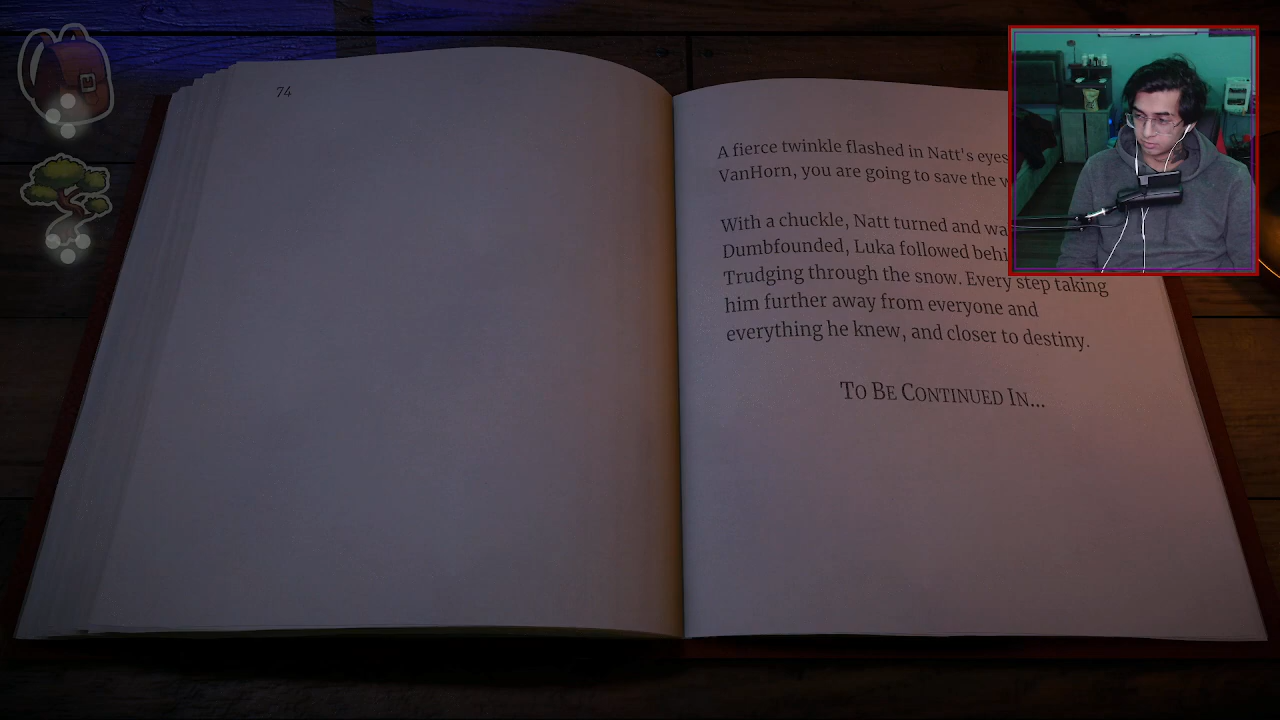 74
A fierce twinkle flashed in Natt's eyes
VanHorn, you are going to save the
With a chuckle, Natt turned and
Dumbfounded, Luka followed
Trudging through the snow. Every step taking
him further away from everyone and
everything he knew, and closer to destiny.
TO BE CONTINUED IN...